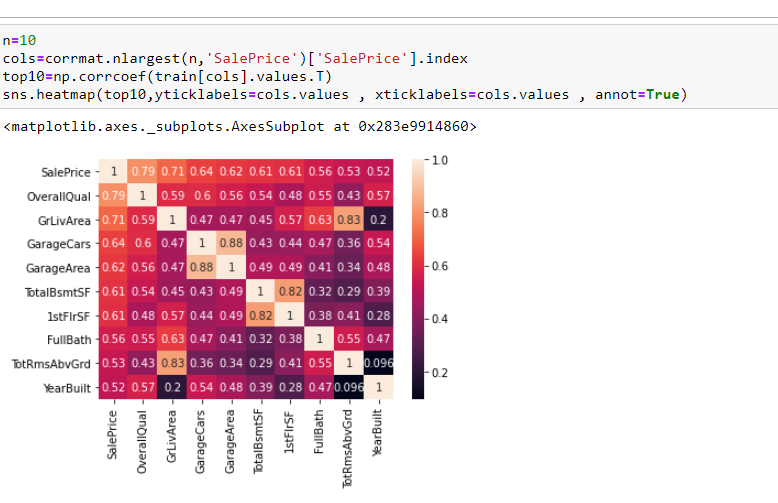 n=10
cols=corrmat.nlargest(n,'SalePrice')['SalePrice'].index
top10=np.corrcoef(train[cols].values.T)
sns.heatmap(top10,yticklabels=cols.values , xticklabels=cols.values , annot=True)
<matplotlib.axes._subplots.AxesSubplot at 0x283e9914860>
SalePrice 1 0.79 0.71 0.64 0.62 0.61 0.61 0.56 0.53 0.52
OverallQual 0.79 1 0.59 0.6 0.56 0.54 0.48 0.55 0.43 0.57
GrLivArea 0.71 0.59 1 0.47 0.47 0.45 0.57 0.63 0.83 0.2
GarageCars 0.64 0.6 0.47 1 0.88 0.43 0.44 0.47 0.36 0.54
GarageArea 0.62 0.56 0.47 0.88 1 0.49 0.49 0.41 0.34 0.48
TotalBsmtSF 0.61 0.54 0.45 0.43 0.49 1 0.82 0.32 0.29 0.39
1stFlrSF 0.61 0.48 0.57 0.44 0.49 0.82 1 0.38 0.41 0.28
FullBath 0.56 0.55 0.63 0.47 0.41 0.32 0.38 1 0.55 0.47
TotRmsAbvGrd 0.53 0.43 0.83 0.36 0.34 0.29 0.41 0.55 1 0.096
YearBuilt 0.52 0.57 0.2 0.54 0.48 0.39 0.28 0.47 0.096 1
SalePrice
OverallQual
GrLivArea
GarageCars
GarageArea
TotalBsmtSF
1stFlrSF
FullBath
TotRmsAbvGrd
YearBuilt
1.0
0.8
0.6
0.4
0.2